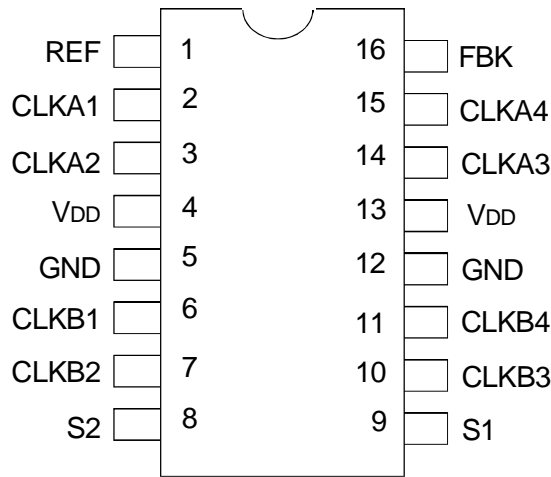 REF 1 16 FBK
CLKA1 2 15 CLKA4
CLKA2 3 14 CLKA3
VDD 4 13 VDD
GND 5 12 GND
CLKB1 6 11 CLKB4
CLKB2 7 10 CLKB3
S2 8 9 S1